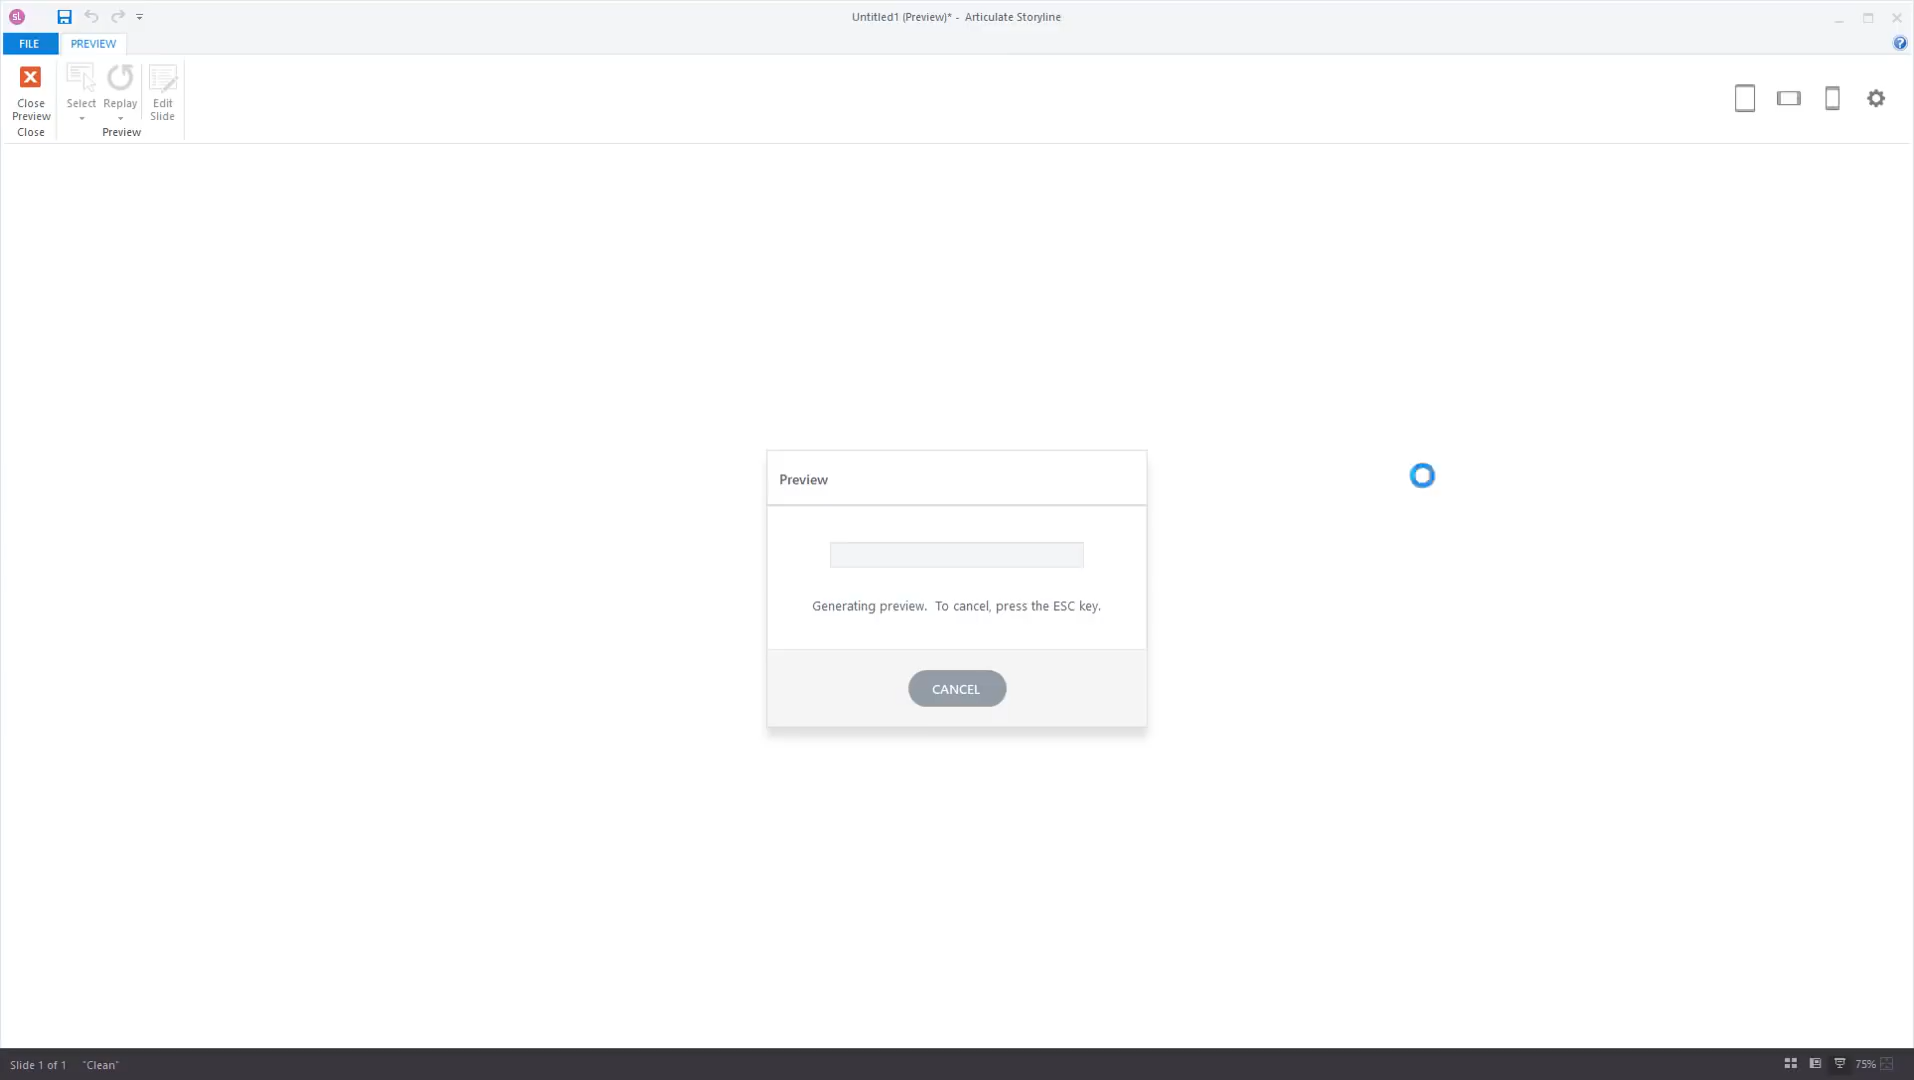 sl
Untitled1 (Preview)* - Articulate Storyline
FILE
PREVIEW
?
Close
Preview
Select
Replay
Edit
Slide
Close
Preview
Preview
Generating preview. To cancel, press the ESC key.
CANCEL
Slide 1 of 1
"Clean"
75%